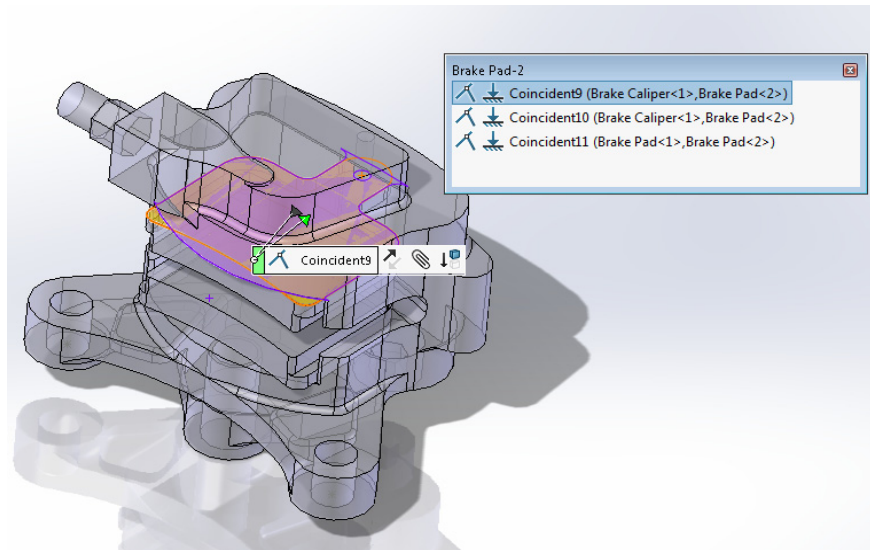 Brake Pad-2
Coincident9 (Brake Caliper<1>,Brake Pad<2>)
Coincident10 (Brake Caliper<1>,Brake Pad<2>)
Coincident11 (Brake Pad<1>,Brake Pad<2>)
Coincident9